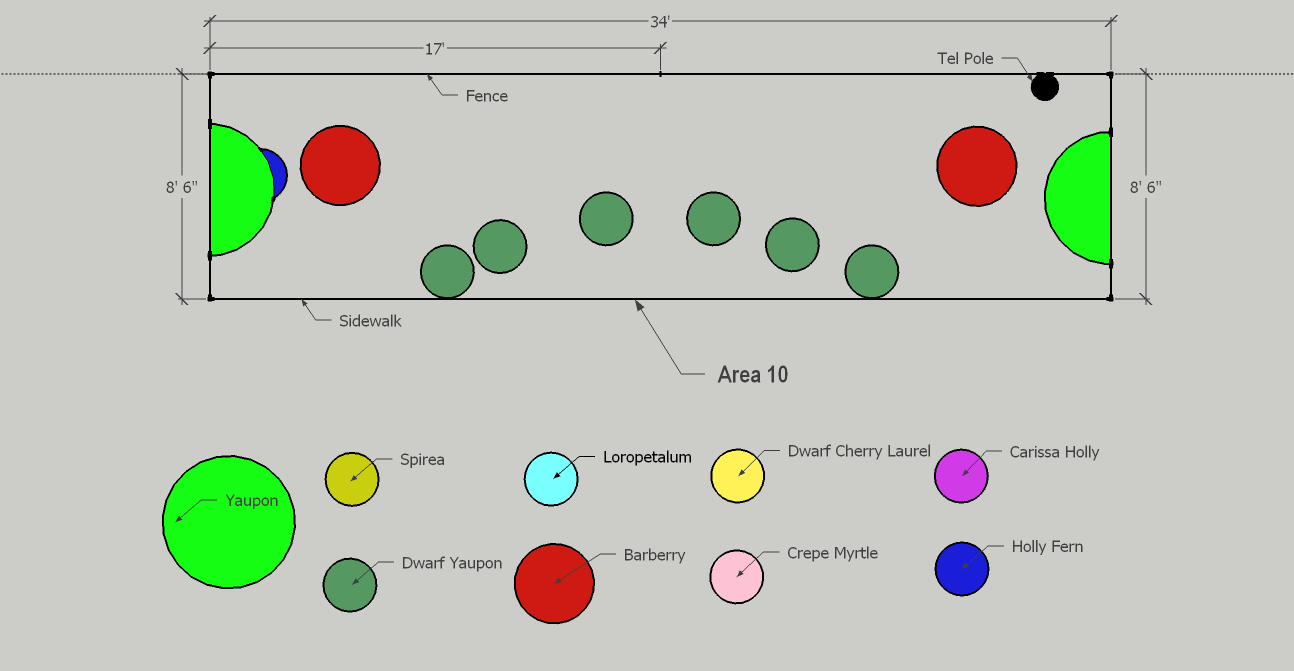 34'
17'
Tel Pole
Fence
8' 6"
8' 6"
Sidewalk
Area 10
Spirea
Loropetalum
Dwarf Cherry Laurel
Carissa Holly
Yaupon
Dwarf Yaupon
Barberry
Crepe Myrtle
Holly Fern